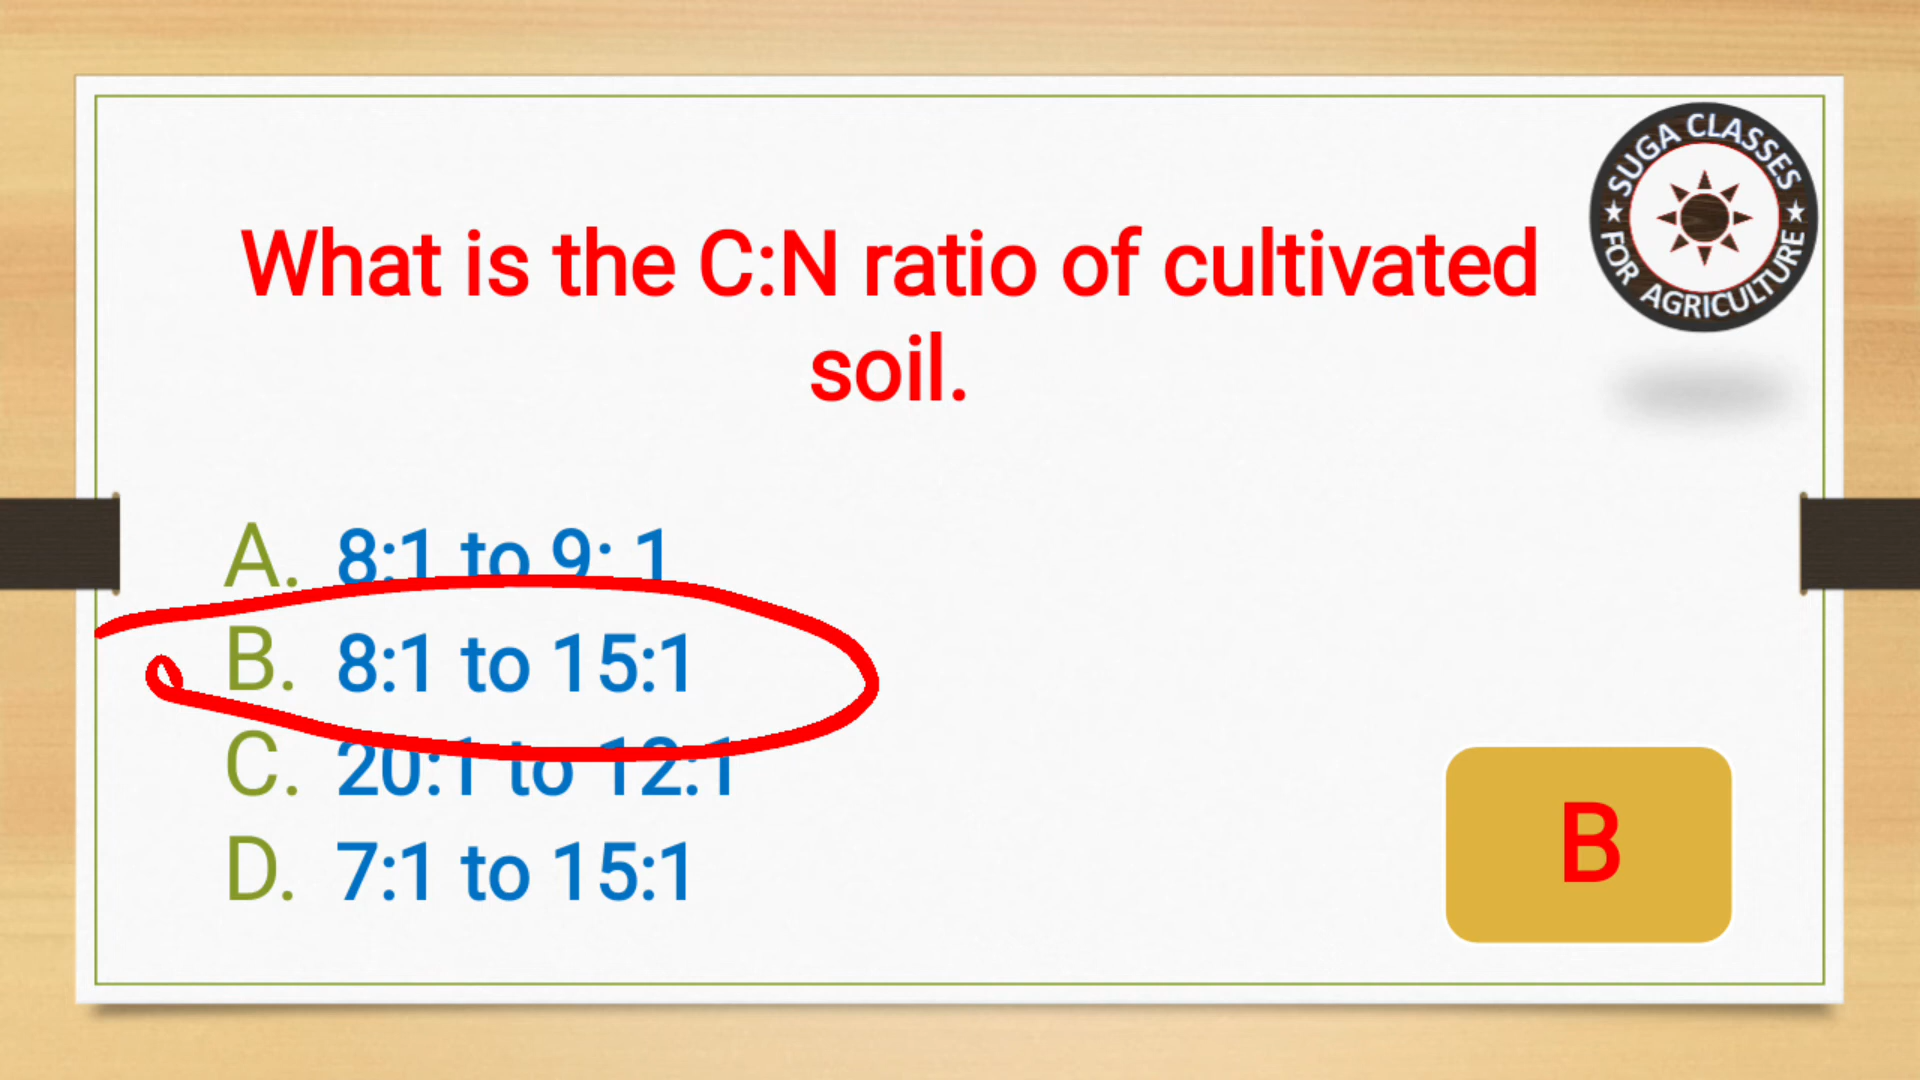 SUGA CLASSES
FOR AGRICULTURE
What is the C:N ratio of cultivated
soil.
A. 8:1 to 9: 1
B. 8:1 to 15:1
C. 20:1 to 12:1
D. 7:1 to 15:1
B